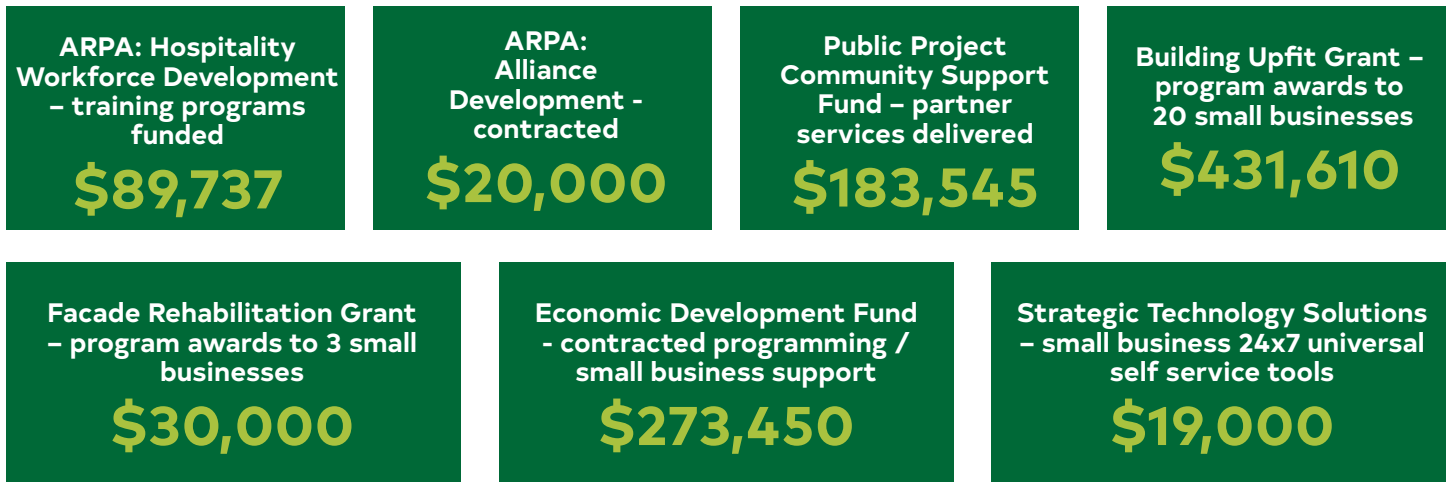 ARPA: Hospitality
Workforce Development
– training programs
funded
$89,737
ARPA:
Alliance
Development -
contracted
$20,000
Public Project
Community Support
Fund – partner
services delivered
$183,545
Building Upfit Grant –
program awards to
20 small businesses
$431,610
Facade Rehabilitation Grant
– program awards to 3 small
businesses
$30,000
Economic Development Fund
- contracted programming /
small business support
$273,450
Strategic Technology Solutions
– small business 24x7 universal
self service tools
$19,000